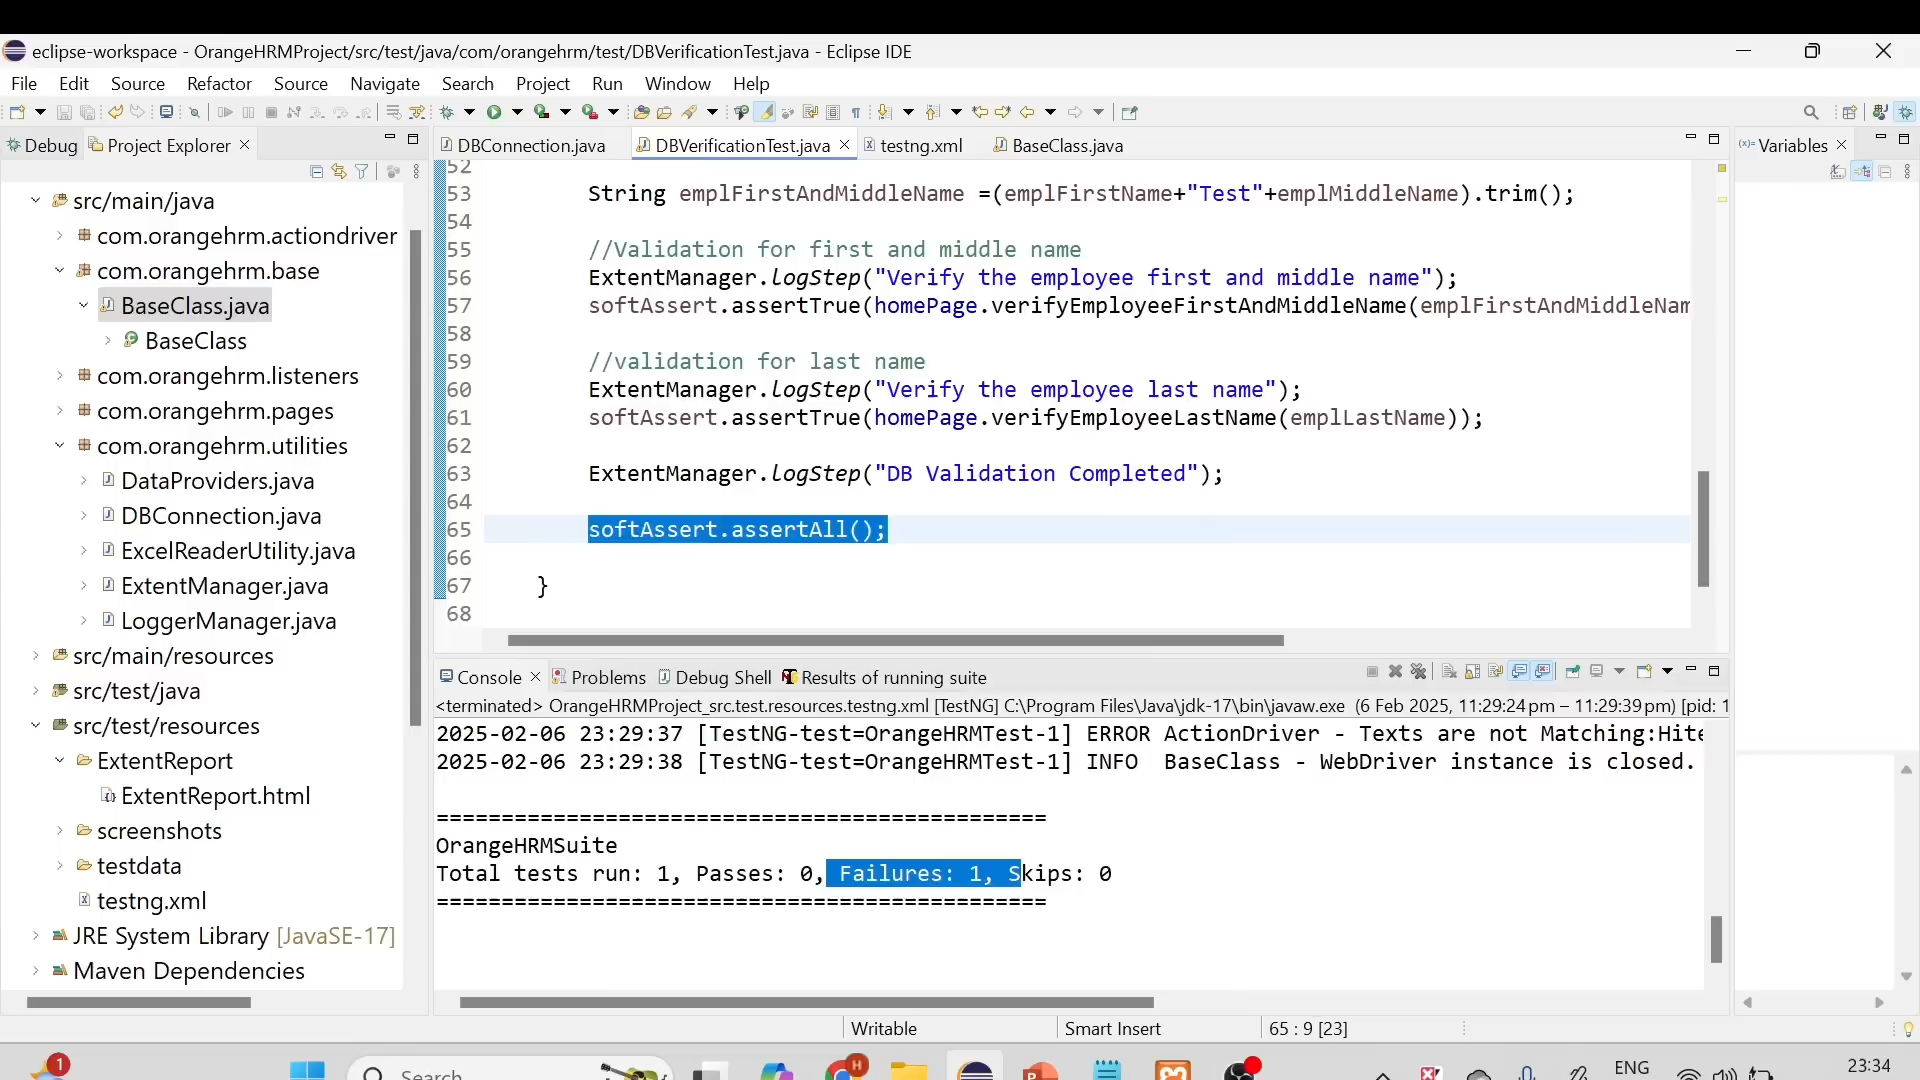 eclipse-workspace - OrangeHRMProject/src/test/java/com/orangehrm/test/DBVerificationTest.java - Eclipse IDE
File Edit Source Refactor Source Navigate Search Project Run Window Help
Debug Project Explorer
DBConnection.java DBVerificationTest.java testng.xml BaseClass.java
Variables
src/main/java
com.orangehrm.actiondriver
com.orangehrm.base
BaseClass.java
BaseClass
com.orangehrm.listeners
com.orangehrm.pages
com.orangehrm.utilities
DataProviders.java
DBConnection.java
ExcelReaderUtility.java
ExtentManager.java
LoggerManager.java
src/main/resources
src/test/java
src/test/resources
ExtentReport
ExtentReport.html
screenshots
testdata
testng.xml
JRE System Library [JavaSE-17]
Maven Dependencies
52
53 String emplFirstAndMiddleName =(emplFirstName+"Test"+emplMiddleName).trim();
54
55 //Validation for first and middle name
56 ExtentManager.logStep("Verify the employee first and middle name");
57 softAssert.assertTrue(homePage.verifyEmployeeFirstAndMiddleName(emplFirstAndMiddleNam
58
59 //validation for last name
60 ExtentManager.logStep("Verify the employee last name");
61 softAssert.assertTrue(homePage.verifyEmployeeLastName(emplLastName));
62
63 ExtentManager.logStep("DB Validation Completed");
64
65 softAssert.assertAll();
66
67 }
68
Console Problems Debug Shell Results of running suite
<terminated> OrangeHRMProject_src.test.resources.testng.xml [TestNG] C:\Program Files\Java\jdk-17\bin\javaw.exe (6 Feb 2025, 11:29:24 pm – 11:29:39 pm) [pid: 1
2025-02-06 23:29:37 [TestNG-test=OrangeHRMTest-1] ERROR ActionDriver - Texts are not Matching:Hite
2025-02-06 23:29:38 [TestNG-test=OrangeHRMTest-1] INFO  BaseClass - WebDriver instance is closed.
===============================================
OrangeHRMSuite
Total tests run: 1, Passes: 0, Failures: 1, Skips: 0
===============================================
Writable Smart Insert 65 : 9 [23]
1 Search H ENG 23:34